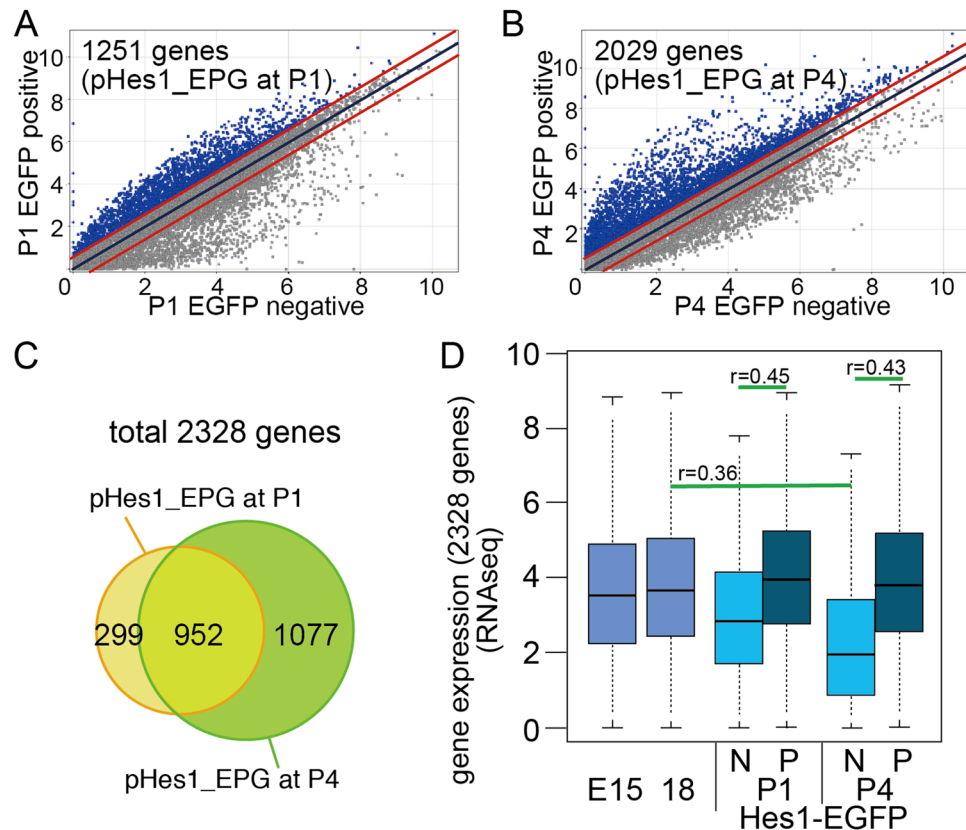 A
1251 genes
(pHes1_EPG at P1)
P1 EGFP positive
10
8
6
4
2
0 2 4 6 8 10
P1 EGFP negative
B
2029 genes
(pHes1_EPG at P4)
P4 EGFP positive
10
8
6
4
2
0 2 4 6 8 10
P4 EGFP negative
C
total 2328 genes
pHes1_EPG at P1
299 952 1077
pHes1_EPG at P4
D
gene expression (2328 genes)
(RNAseq)
10
8
6
4
2
0
r=0.45
r=0.43
r=0.36
N P N P
E15 18 P1 P4
Hes1-EGFP